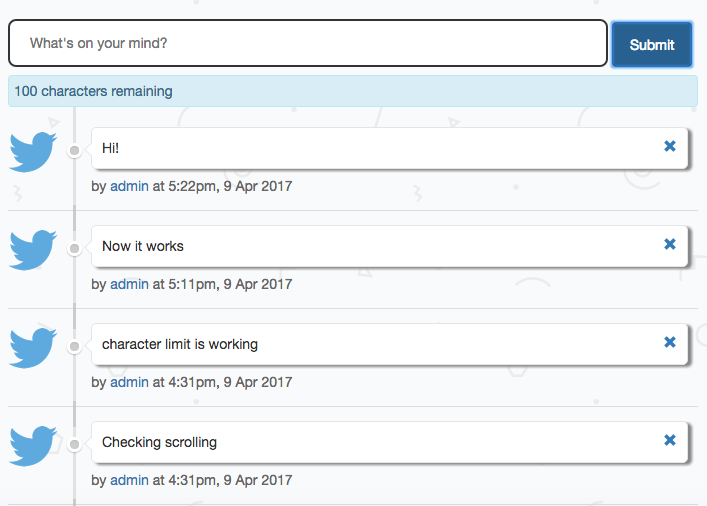 What's on your mind?
Submit
100 characters remaining
Hi!
by admin at 5:22pm, 9 Apr 2017
Now it works
by admin at 5:11pm, 9 Apr 2017
character limit is working
by admin at 4:31pm, 9 Apr 2017
Checking scrolling
by admin at 4:31pm, 9 Apr 2017